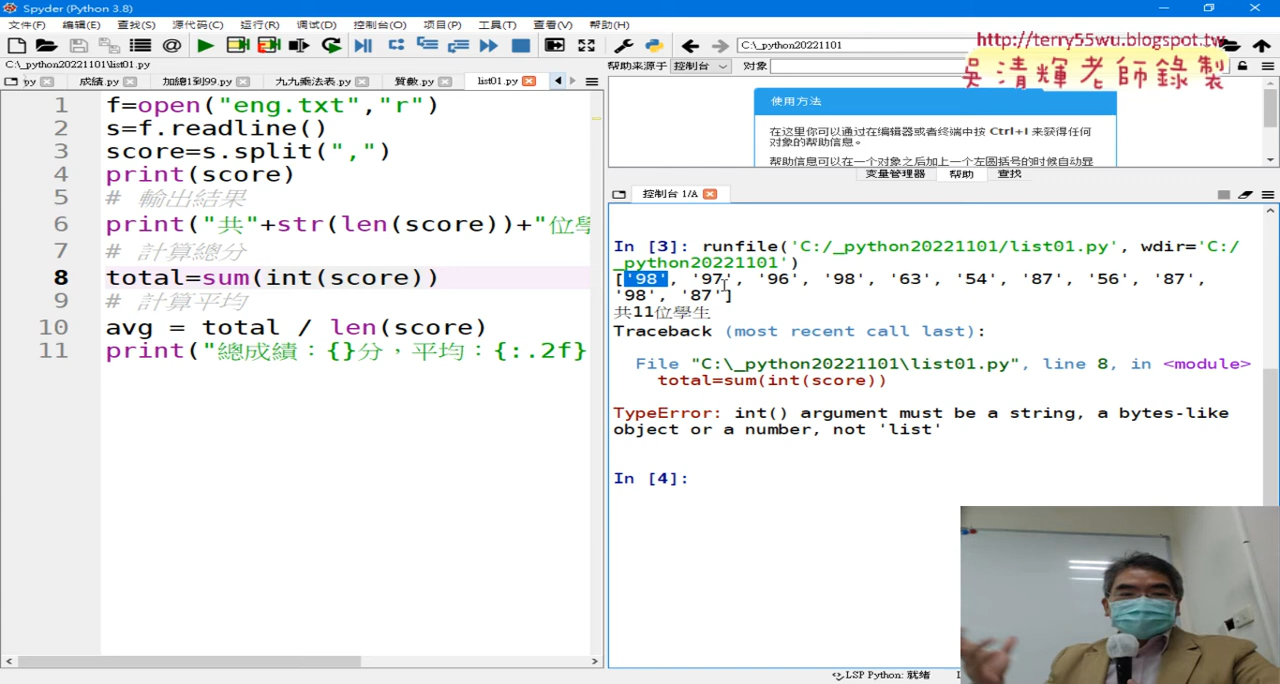 Spyder (Python 3.8)
文件(F) 编辑(E) 查找(S) 源代码(C) 运行(R) 调试(D) 控制台(O) 项目(P) 工具(T) 查看(V) 帮助(H)
C:\_python20221101
http://terry55wu.blogspot.tw
吳清輝老師錄製
C:\_python20221101\list01.py
帮助来源于 控制台 对象
py 成績.py 加總1到99.py 九九乘法表.py 質數.py list01.py
使用方法
在这里你可以通过在编辑器或者终端中按 Ctrl+I 来获得任何
对象的帮助信息。
帮助信息可以在一个对象之后加上一个左圆括号的时候自动显
变量管理器 帮助 查找
控制台 1/A
1 f=open("eng.txt","r")
2 s=f.readline()
3 score=s.split(",")
4 print(score)
5 # 輸出結果
6 print("共"+str(len(score))+"位學
7 # 計算總分
8 total=sum(int(score))
9 # 計算平均
10 avg = total / len(score)
11 print("總成績：{}分，平均：{:.2f}
In [3]: runfile('C:/_python20221101/list01.py', wdir='C:/
_python20221101')
['98', '97', '96', '98', '63', '54', '87', '56', '87',
'98', '87']
共11位學生
Traceback (most recent call last):
File "C:\_python20221101\list01.py", line 8, in <module>
total=sum(int(score))
TypeError: int() argument must be a string, a bytes-like
object or a number, not 'list'
In [4]:
LSP Python: 就绪